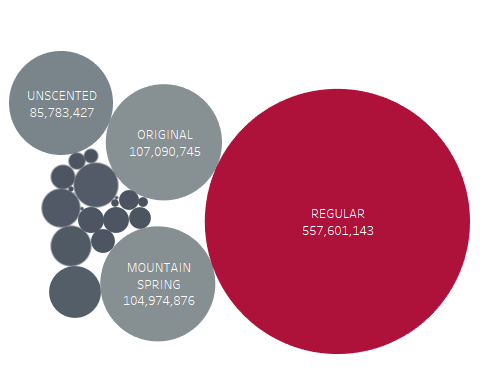 UNSCENTED
85,783,427
ORIGINAL
107,090,745
REGULAR
557,601,143
MOUNTAIN
SPRING
104,974,876